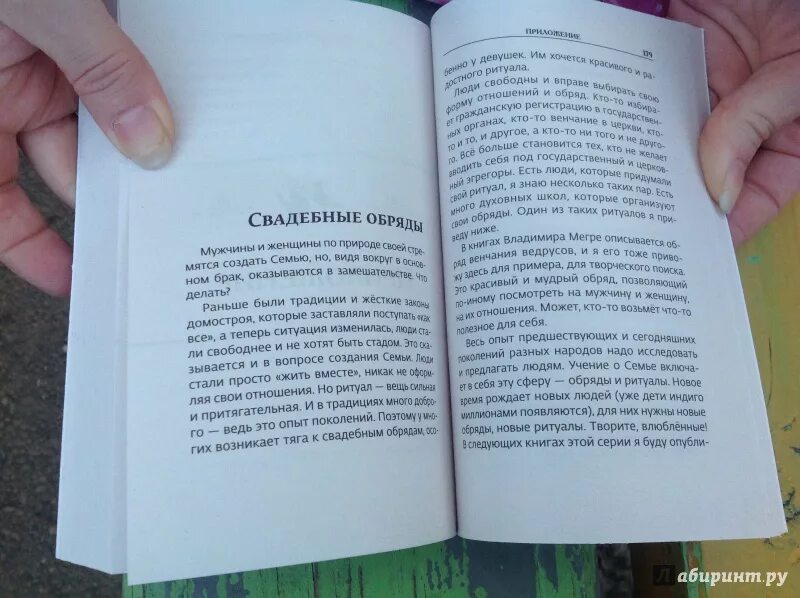 СВАДЕБНЫЕ ОБРЯДЫ
Мужчины и женщины по природе своей стре-
мятся создать Семью, но, видя вокруг в основ-
ном брак, оказываются в замешательстве. Что
делать?
Раньше были традиции и жёсткие законы
домостроя, которые заставляли поступать «как
все», а теперь ситуация изменилась, люди ста-
ли свободнее и не хотят быть стадом. Это ска-
зывается и в вопросе создания Семьи. Люди
стали просто «жить вместе», никак не оформ-
ляя свои отношения. Но ритуал — вещь сильная
и притягательная. И в традициях много добро-
го — ведь это опыт поколений. Поэтому у мно-
гих возникает тяга к свадебным обрядам, осо-
ПРИЛОЖЕНИЕ 179
бенно у девушек. Им хочется красивого и ра-
достного ритуала.
Люди свободны и вправе выбирать свою
форму отношений и обряд. Кто-то избира-
ет гражданскую регистрацию в государствен-
ных органах, кто-то венчание в церкви, кто-
то и то, и другое, а кто-то ни того и не друго-
го. Всё больше становится тех, кто не желает
вводить себя под государственный и церков-
ный эгрегоры. Есть люди, которые придумали
свой ритуал, я знаю несколько таких пар. Есть
много духовных школ, которые организуют
свои обряды. Один из таких ритуалов я при-
веду ниже.
В книгах Владимира Мегре описывается об-
ряд венчания ведрусов, и я его тоже приво-
жу здесь для примера, для творческого поиска.
Это красивый и мудрый обряд, позволяющий
по-иному посмотреть на мужчину и женщину,
на их отношения. Может, кто-то возьмёт что-то
полезное для себя.
Весь опыт предшествующих и сегодняшних
поколений разных народов надо исследовать
и предлагать людям. Учение о Семье включа-
ет в себя эту сферу — обряды и ритуалы. Новое
время рождает новых людей (уже дети индиго
миллионами появляются), для них нужны новые
обряды, новые ритуалы. Творите, влюблённые!
В следующих книгах этой серии я буду опубли-
Лабиринт.ру